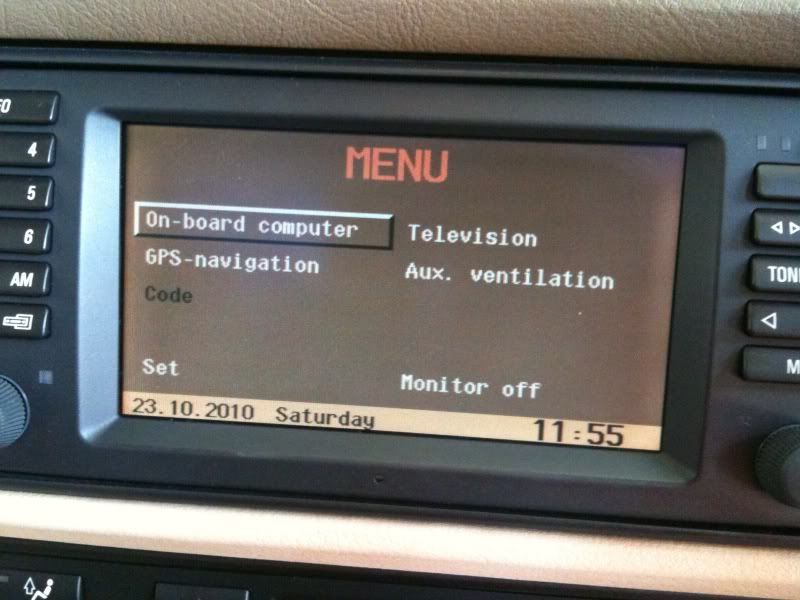 MENU
On-board computer
Television
GPS-navigation
Aux. ventilation
Code
Set
Monitor off
23.10.2010 Saturday 11:55
4
5
6
AM